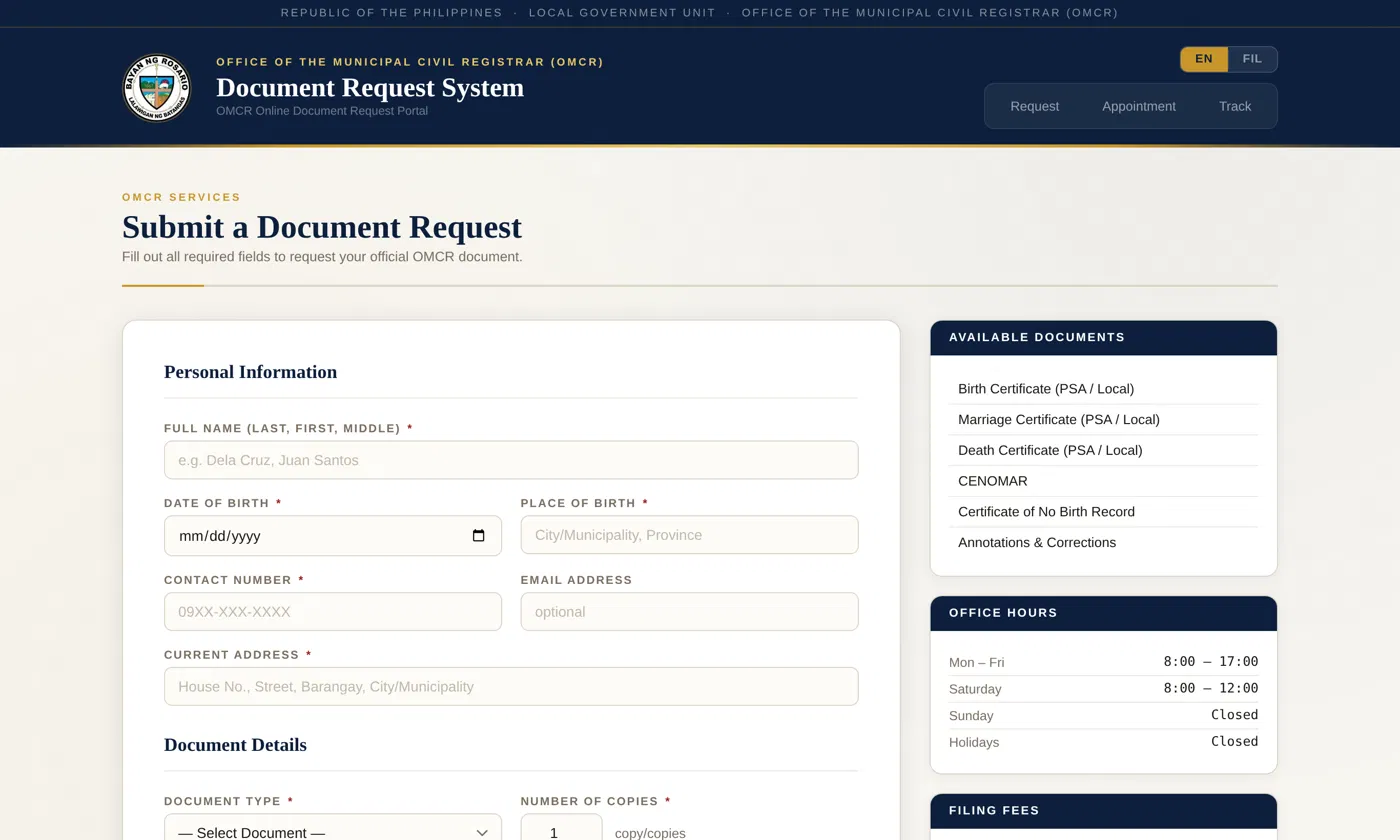 REPUBLIC OF THE PHILIPPINES · LOCAL GOVERNMENT UNIT · OFFICE OF THE MUNICIPAL CIVIL REGISTRAR (OMCR)
BAYAN NG ROSARIO
LALAWIGAN NG BATANGAS
OFFICE OF THE MUNICIPAL CIVIL REGISTRAR (OMCR)
Document Request System
OMCR Online Document Request Portal
EN FIL
Request Appointment Track
OMCR SERVICES
Submit a Document Request
Fill out all required fields to request your official OMCR document.
Personal Information
FULL NAME (LAST, FIRST, MIDDLE) *
e.g. Dela Cruz, Juan Santos
DATE OF BIRTH * PLACE OF BIRTH *
mm/dd/yyyy City/Municipality, Province
CONTACT NUMBER * EMAIL ADDRESS
09XX-XXX-XXXX optional
CURRENT ADDRESS *
House No., Street, Barangay, City/Municipality
Document Details
DOCUMENT TYPE * NUMBER OF COPIES *
— Select Document — 1 copy/copies
AVAILABLE DOCUMENTS
Birth Certificate (PSA / Local)
Marriage Certificate (PSA / Local)
Death Certificate (PSA / Local)
CENOMAR
Certificate of No Birth Record
Annotations & Corrections
OFFICE HOURS
Mon – Fri 8:00 – 17:00
Saturday 8:00 – 12:00
Sunday Closed
Holidays Closed
FILING FEES